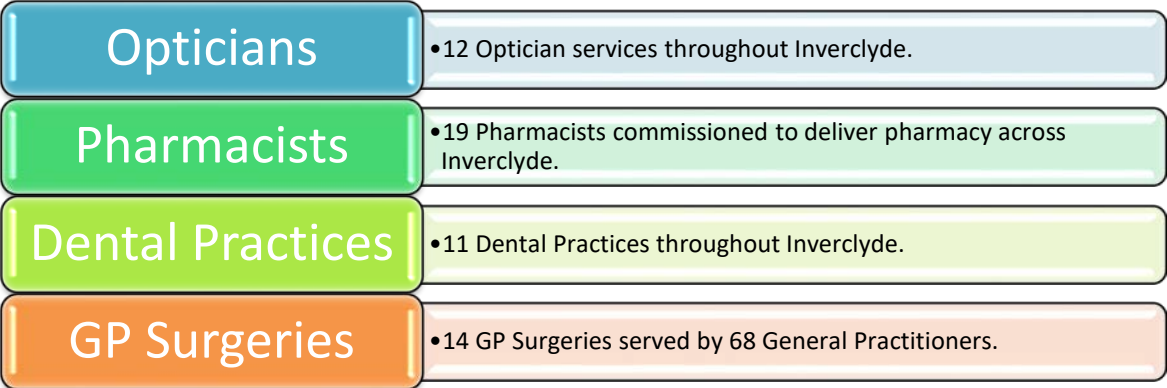 Opticians
•12 Optician services throughout Inverclyde.
Pharmacists
•19 Pharmacists commissioned to deliver pharmacy across
Inverclyde.
Dental Practices
•11 Dental Practices throughout Inverclyde.
GP Surgeries
•14 GP Surgeries served by 68 General Practitioners.